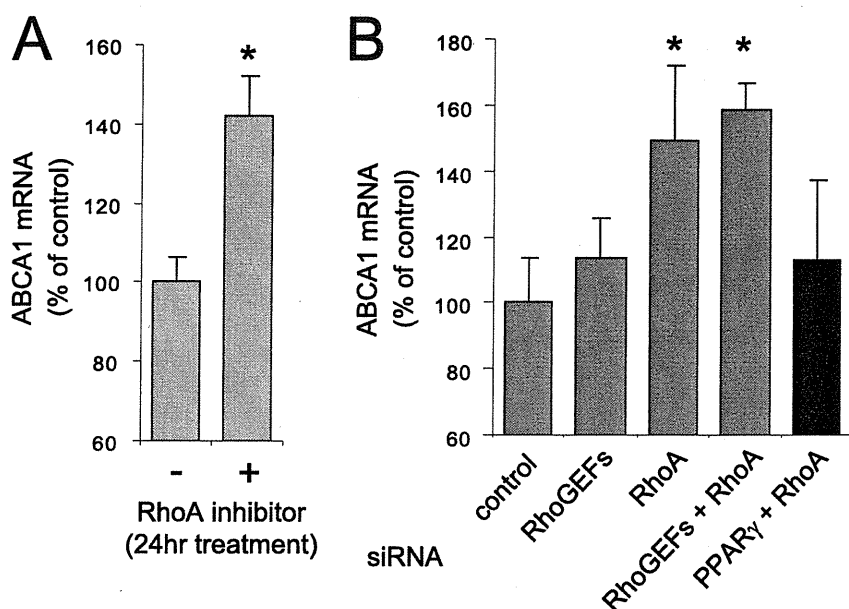 A
ABCA1 mRNA
(% of control)
160
140
120
100
80
60
*
-
+
RhoA inhibitor
(24hr treatment)
B
ABCA1 mRNA
(% of control)
180
160
140
120
100
80
60
*
*
control
RhoGEFs
RhoA
RhoGEFs + RhoA
PPARγ + RhoA
siRNA